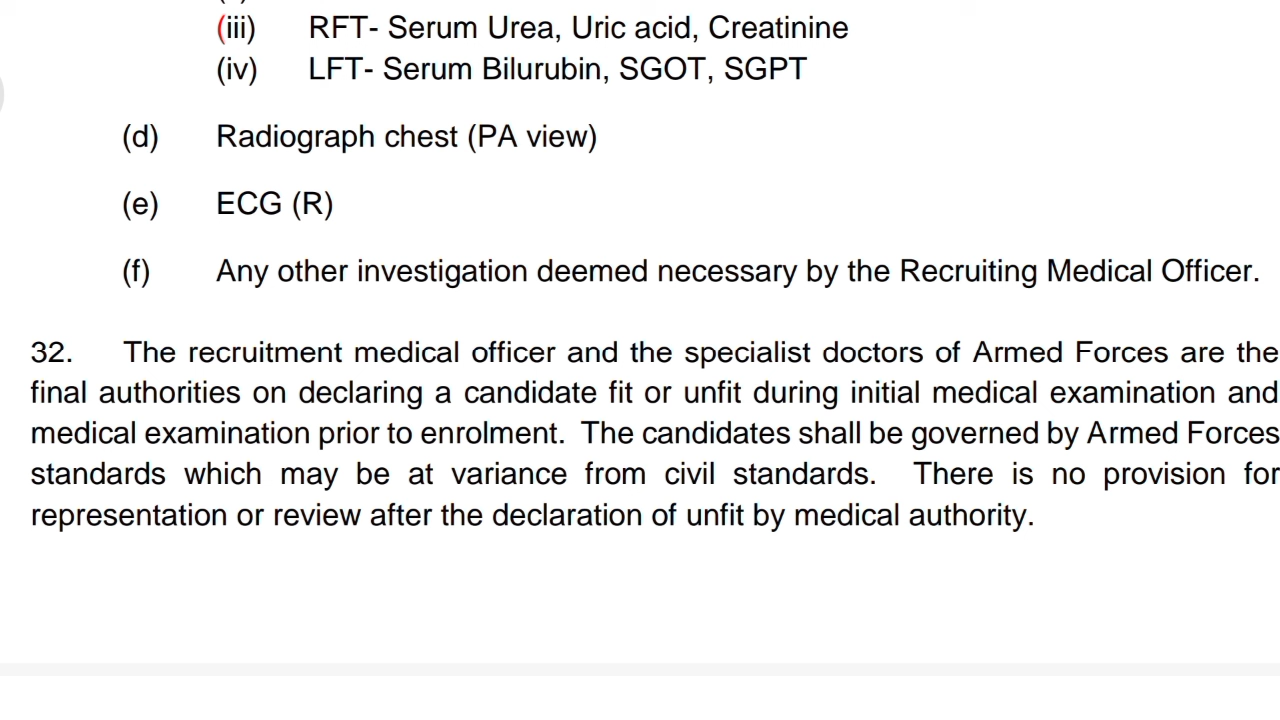 (iii) RFT- Serum Urea, Uric acid, Creatinine
(iv) LFT- Serum Bilurubin, SGOT, SGPT
(d) Radiograph chest (PA view)
(e) ECG (R)
(f) Any other investigation deemed necessary by the Recruiting Medical Officer.
32. The recruitment medical officer and the specialist doctors of Armed Forces are the
final authorities on declaring a candidate fit or unfit during initial medical examination and
medical examination prior to enrolment. The candidates shall be governed by Armed Forces
standards which may be at variance from civil standards. There is no provision for
representation or review after the declaration of unfit by medical authority.